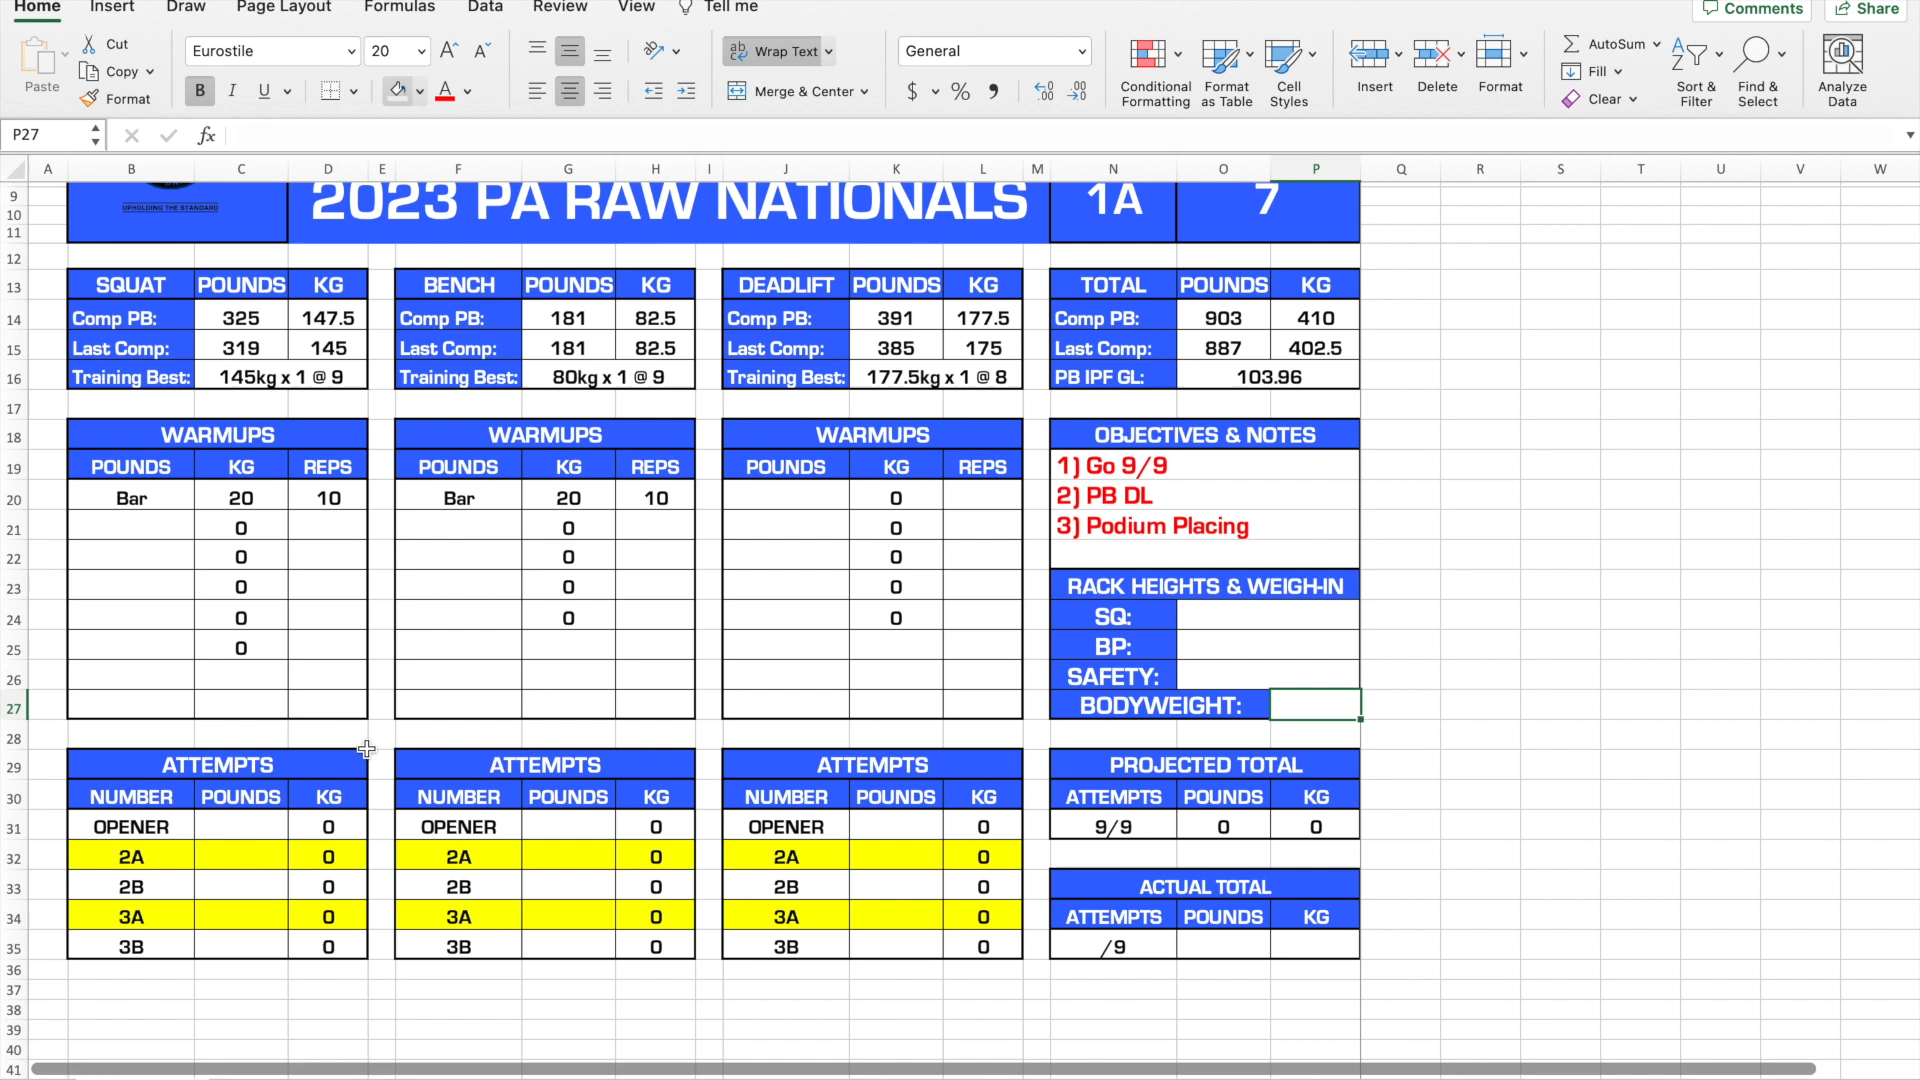 Home Insert Draw Page Layout Formulas Data Review View Tell me Comments Share
Paste Cut Copy Format
Eurostile 20
Wrap Text Merge & Center
General
Conditional Formatting Format as Table Cell Styles
Insert Delete Format
AutoSum Fill Clear
Sort & Filter Find & Select Analyze Data
P27 fx
A B C D E F G H I J K L M N O P Q R S T U V W
9
10 UPHOLDING THE STANDARD 2023 PA RAW NATIONALS 1A 7
11
12
13 SQUAT POUNDS KG BENCH POUNDS KG DEADLIFT POUNDS KG TOTAL POUNDS KG
14 Comp PB: 325 147.5 Comp PB: 181 82.5 Comp PB: 391 177.5 Comp PB: 903 410
15 Last Comp: 319 145 Last Comp: 181 82.5 Last Comp: 385 175 Last Comp: 887 402.5
16 Training Best: 145kg x 1 @ 9 Training Best: 80kg x 1 @ 9 Training Best: 177.5kg x 1 @ 8 PB IPF GL: 103.96
17
18 WARMUPS WARMUPS WARMUPS OBJECTIVES & NOTES
19 POUNDS KG REPS POUNDS KG REPS POUNDS KG REPS 1) Go 9/9
20 Bar 20 10 Bar 20 10 0 2) PB DL
21 0 0 0 3) Podium Placing
22 0 0 0
23 0 0 0 RACK HEIGHTS & WEIGH-IN
24 0 0 0 SQ:
25 0 BP:
26 SAFETY:
27 BODYWEIGHT:
28
29 ATTEMPTS ATTEMPTS ATTEMPTS PROJECTED TOTAL
30 NUMBER POUNDS KG NUMBER POUNDS KG NUMBER POUNDS KG ATTEMPTS POUNDS KG
31 OPENER 0 OPENER 0 OPENER 0 9/9 0 0
32 2A 0 2A 0 2A 0
33 2B 0 2B 0 2B 0 ACTUAL TOTAL
34 3A 0 3A 0 3A 0 ATTEMPTS POUNDS KG
35 3B 0 3B 0 3B 0 /9
36
37
38
39
40
41